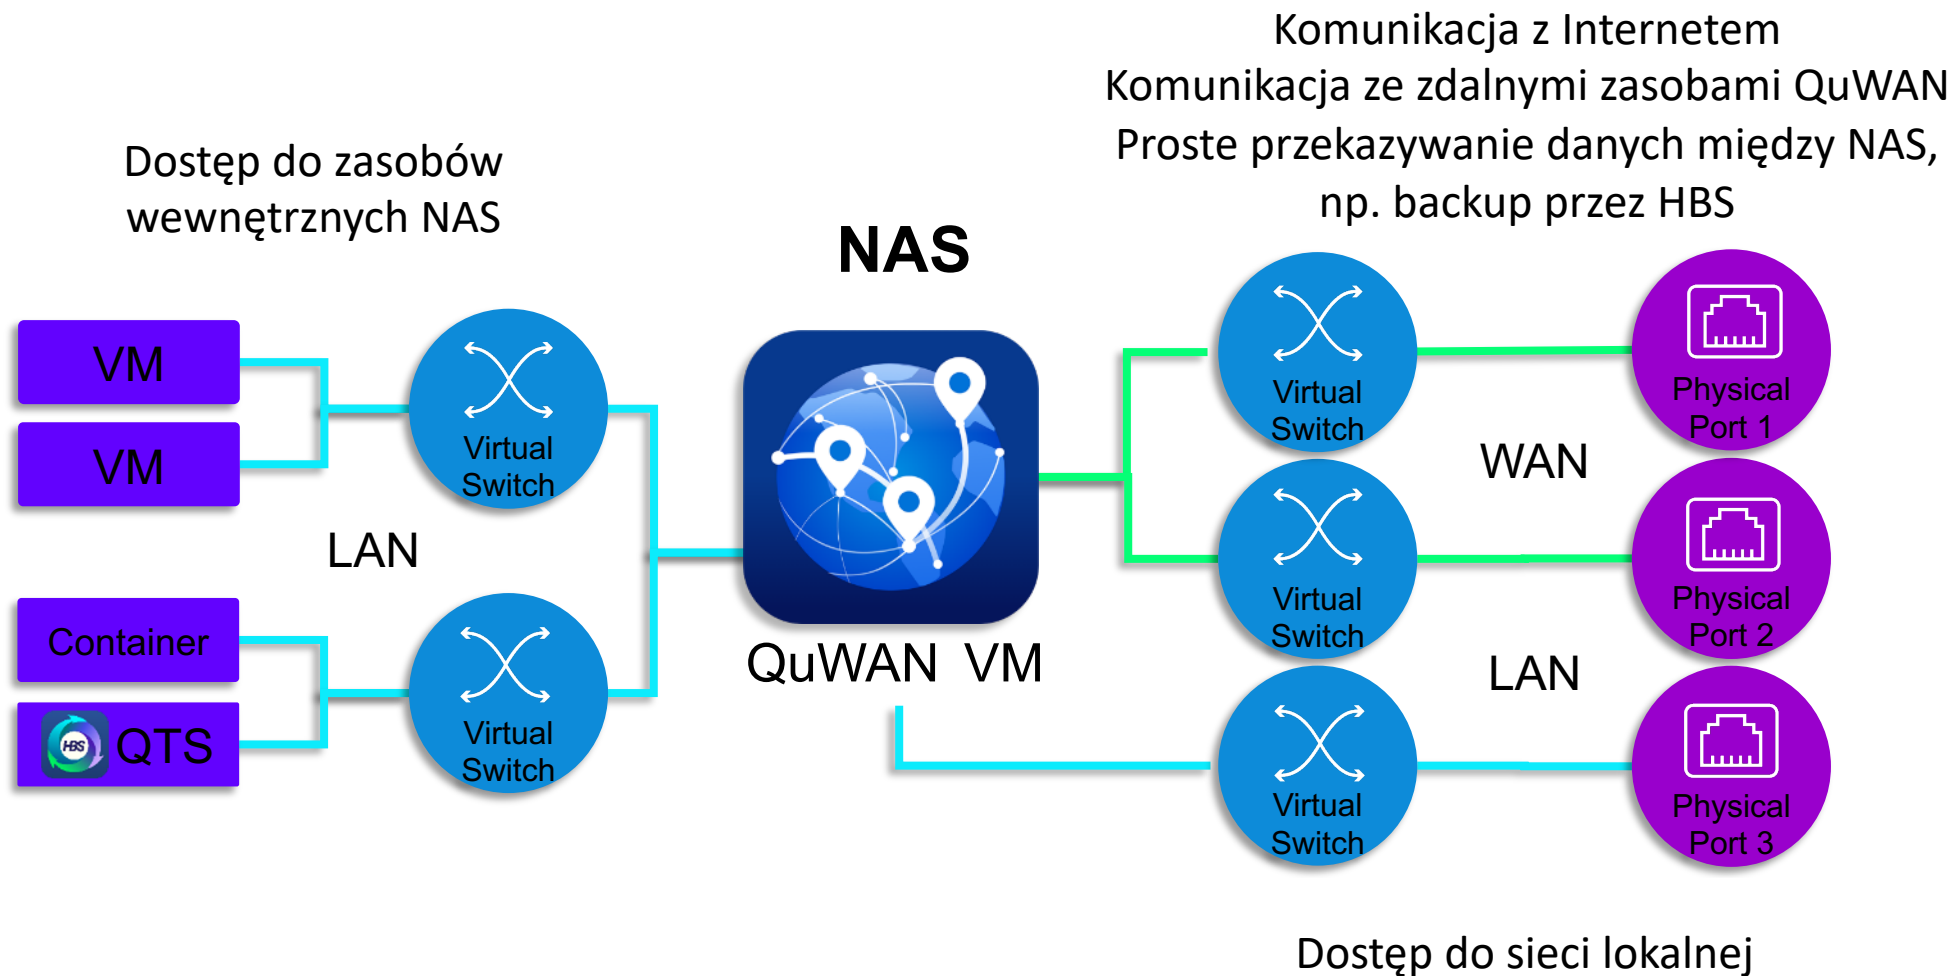 Komunikacja z Internetem
Komunikacja ze zdalnymi zasobami QuWAN
Proste przekazywanie danych między NAS,
np. backup przez HBS
Dostęp do zasobów
wewnętrznych NAS
NAS
VM
VM
LAN
Container
HBS QTS
Virtual
Switch
Virtual
Switch
QuWAN VM
Virtual
Switch
Virtual
Switch
Virtual
Switch
WAN
LAN
Physical
Port 1
Physical
Port 2
Physical
Port 3
Dostęp do sieci lokalnej